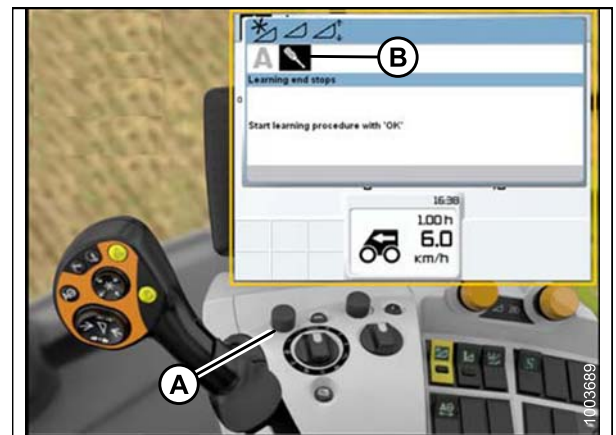 B
A
Learning end stops
Start learning procedure with 'OK'
16:38
1.00 h
6.0
km/h
A
1003689